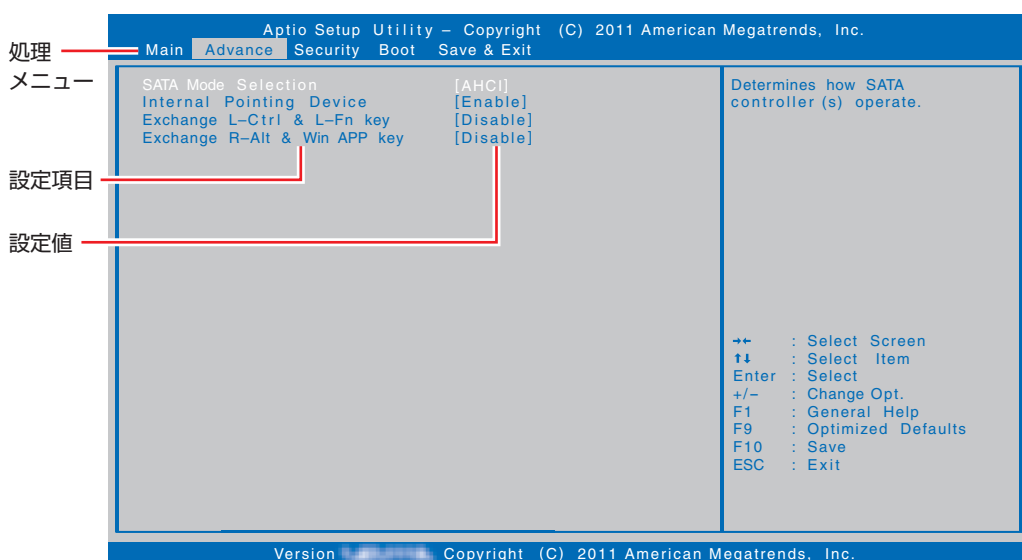 Aptio Setup Utility – Copyright (C) 2011 American Megatrends, Inc.
Main Advance Security Boot Save & Exit
処理
メニュー
SATA Mode Selection [AHCI]
Internal Pointing Device [Enable]
Exchange L–Ctrl & L–Fn key [Disable]
Exchange R–Alt & Win APP key [Disable]
設定項目
設定値
Determines how SATA
controller (s) operate.
→← : Select Screen
↑↓ : Select Item
Enter : Select
+/– : Change Opt.
F1 : General Help
F9 : Optimized Defaults
F10 : Save
ESC : Exit
Version Copyright (C) 2011 American Megatrends, Inc.